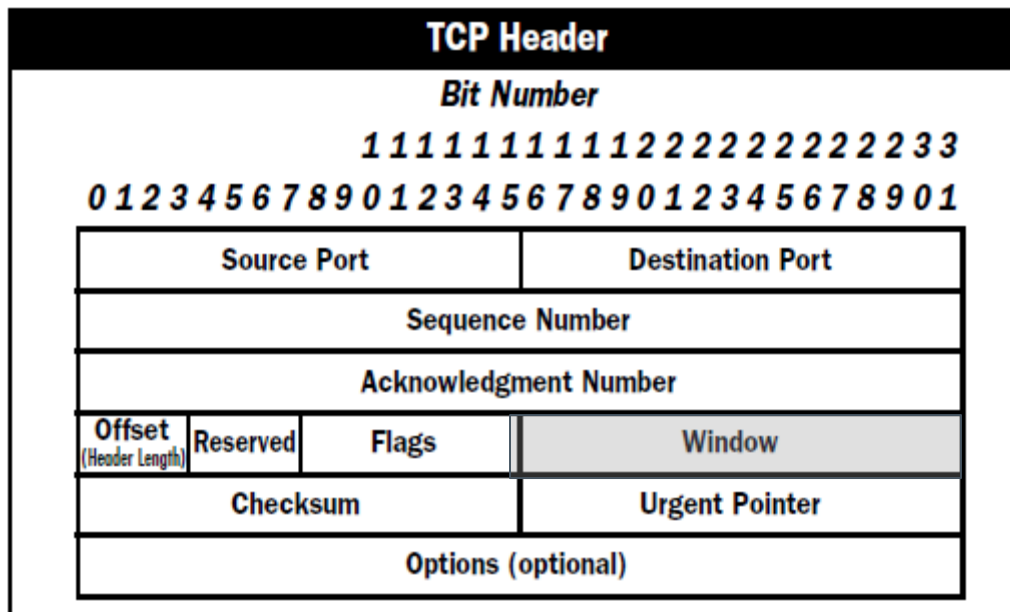 TCP Header
Bit Number
1 1 1 1 1 1 1 1 1 1 2 2 2 2 2 2 2 2 2 2 3 3
0 1 2 3 4 5 6 7 8 9 0 1 2 3 4 5 6 7 8 9 0 1 2 3 4 5 6 7 8 9 0 1
Source Port Destination Port
Sequence Number
Acknowledgment Number
Offset (Header Length) Reserved Flags Window
Checksum Urgent Pointer
Options (optional)